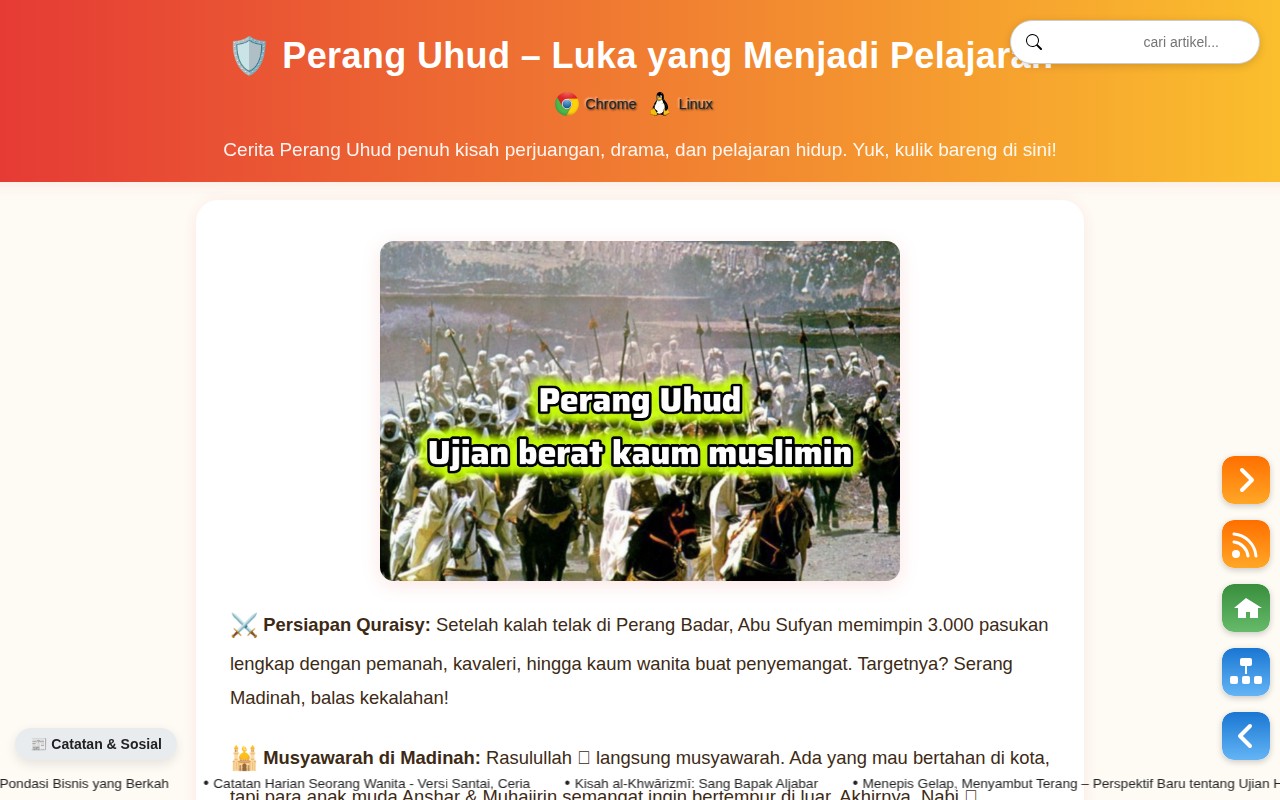 🛡️ Perang Uhud – Luka yang Menjadi Pelajaran
cari artikel...
Chrome Linux
Cerita Perang Uhud penuh kisah perjuangan, drama, dan pelajaran hidup. Yuk, kulik bareng di sini!
Perang Uhud
Ujian berat kaum muslimin
⚔️ Persiapan Quraisy: Setelah kalah telak di Perang Badar, Abu Sufyan memimpin 3.000 pasukan
lengkap dengan pemanah, kavaleri, hingga kaum wanita buat penyemangat. Targetnya? Serang
Madinah, balas kekalahan!
🕌 Musyawarah di Madinah: Rasulullah langsung musyawarah. Ada yang mau bertahan di kota,
tapi para anak muda Anshar & Muhajirin semangat ingin bertempur di luar. Akhirnya, Nabi
📰 Catatan & Sosial
Pondasi Bisnis yang Berkah • Catatan Harian Seorang Wanita - Versi Santai, Ceria • Kisah al-Khwārizmī: Sang Bapak Aljabar • Menepis Gelap, Menyambut Terang – Perspektif Baru tentang Ujian